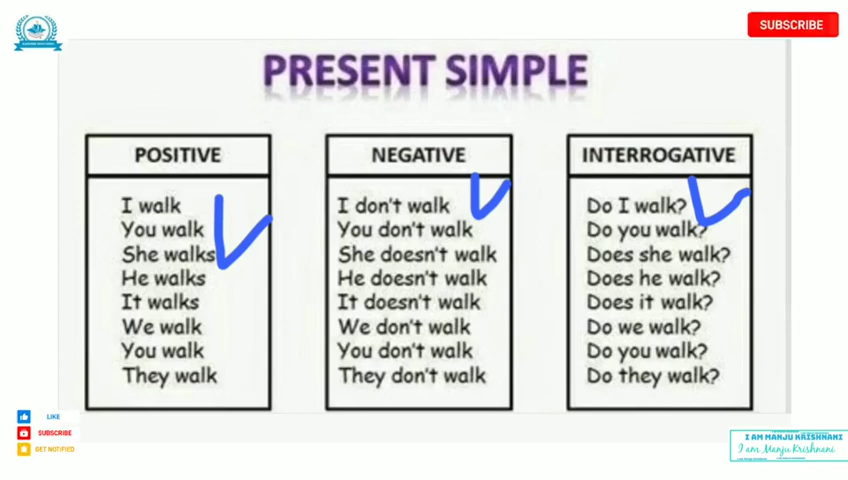 SUBSCRIBE
PRESENT SIMPLE
POSITIVE
I walk
You walk
She walks
He walks
It walks
We walk
You walk
They walk
NEGATIVE
I don't walk
You don't walk
She doesn't walk
He doesn't walk
It doesn't walk
We don't walk
You don't walk
They don't walk
INTERROGATIVE
Do I walk?
Do you walk?
Does she walk?
Does he walk?
Does it walk?
Do we walk?
Do you walk?
Do they walk?
LIKE
SUBSCRIBE
GET NOTIFIED
I AM MANJU KRISHNANI
I am Manju Krishnani